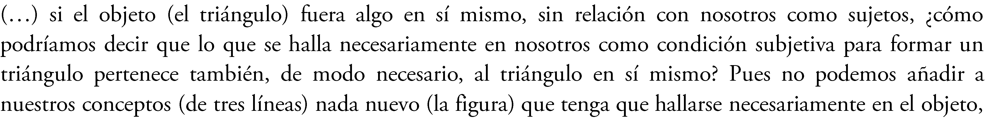 (…) si el objeto (el triángulo) fuera algo en sí mismo, sin relación con nosotros como sujetos, ¿cómo
podríamos decir que lo que se halla necesariamente en nosotros como condición subjetiva para formar un
triángulo pertenece también, de modo necesario, al triángulo en sí mismo? Pues no podemos añadir a
nuestros conceptos (de tres líneas) nada nuevo (la figura) que tenga que hallarse necesariamente en el objeto,